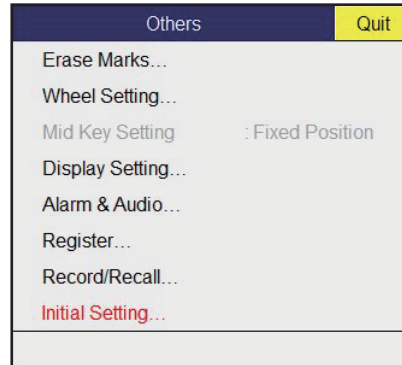 Others Quit
Erase Marks...
Wheel Setting...
Mid Key Setting : Fixed Position
Display Setting...
Alarm & Audio...
Register...
Record/Recall...
Initial Setting...